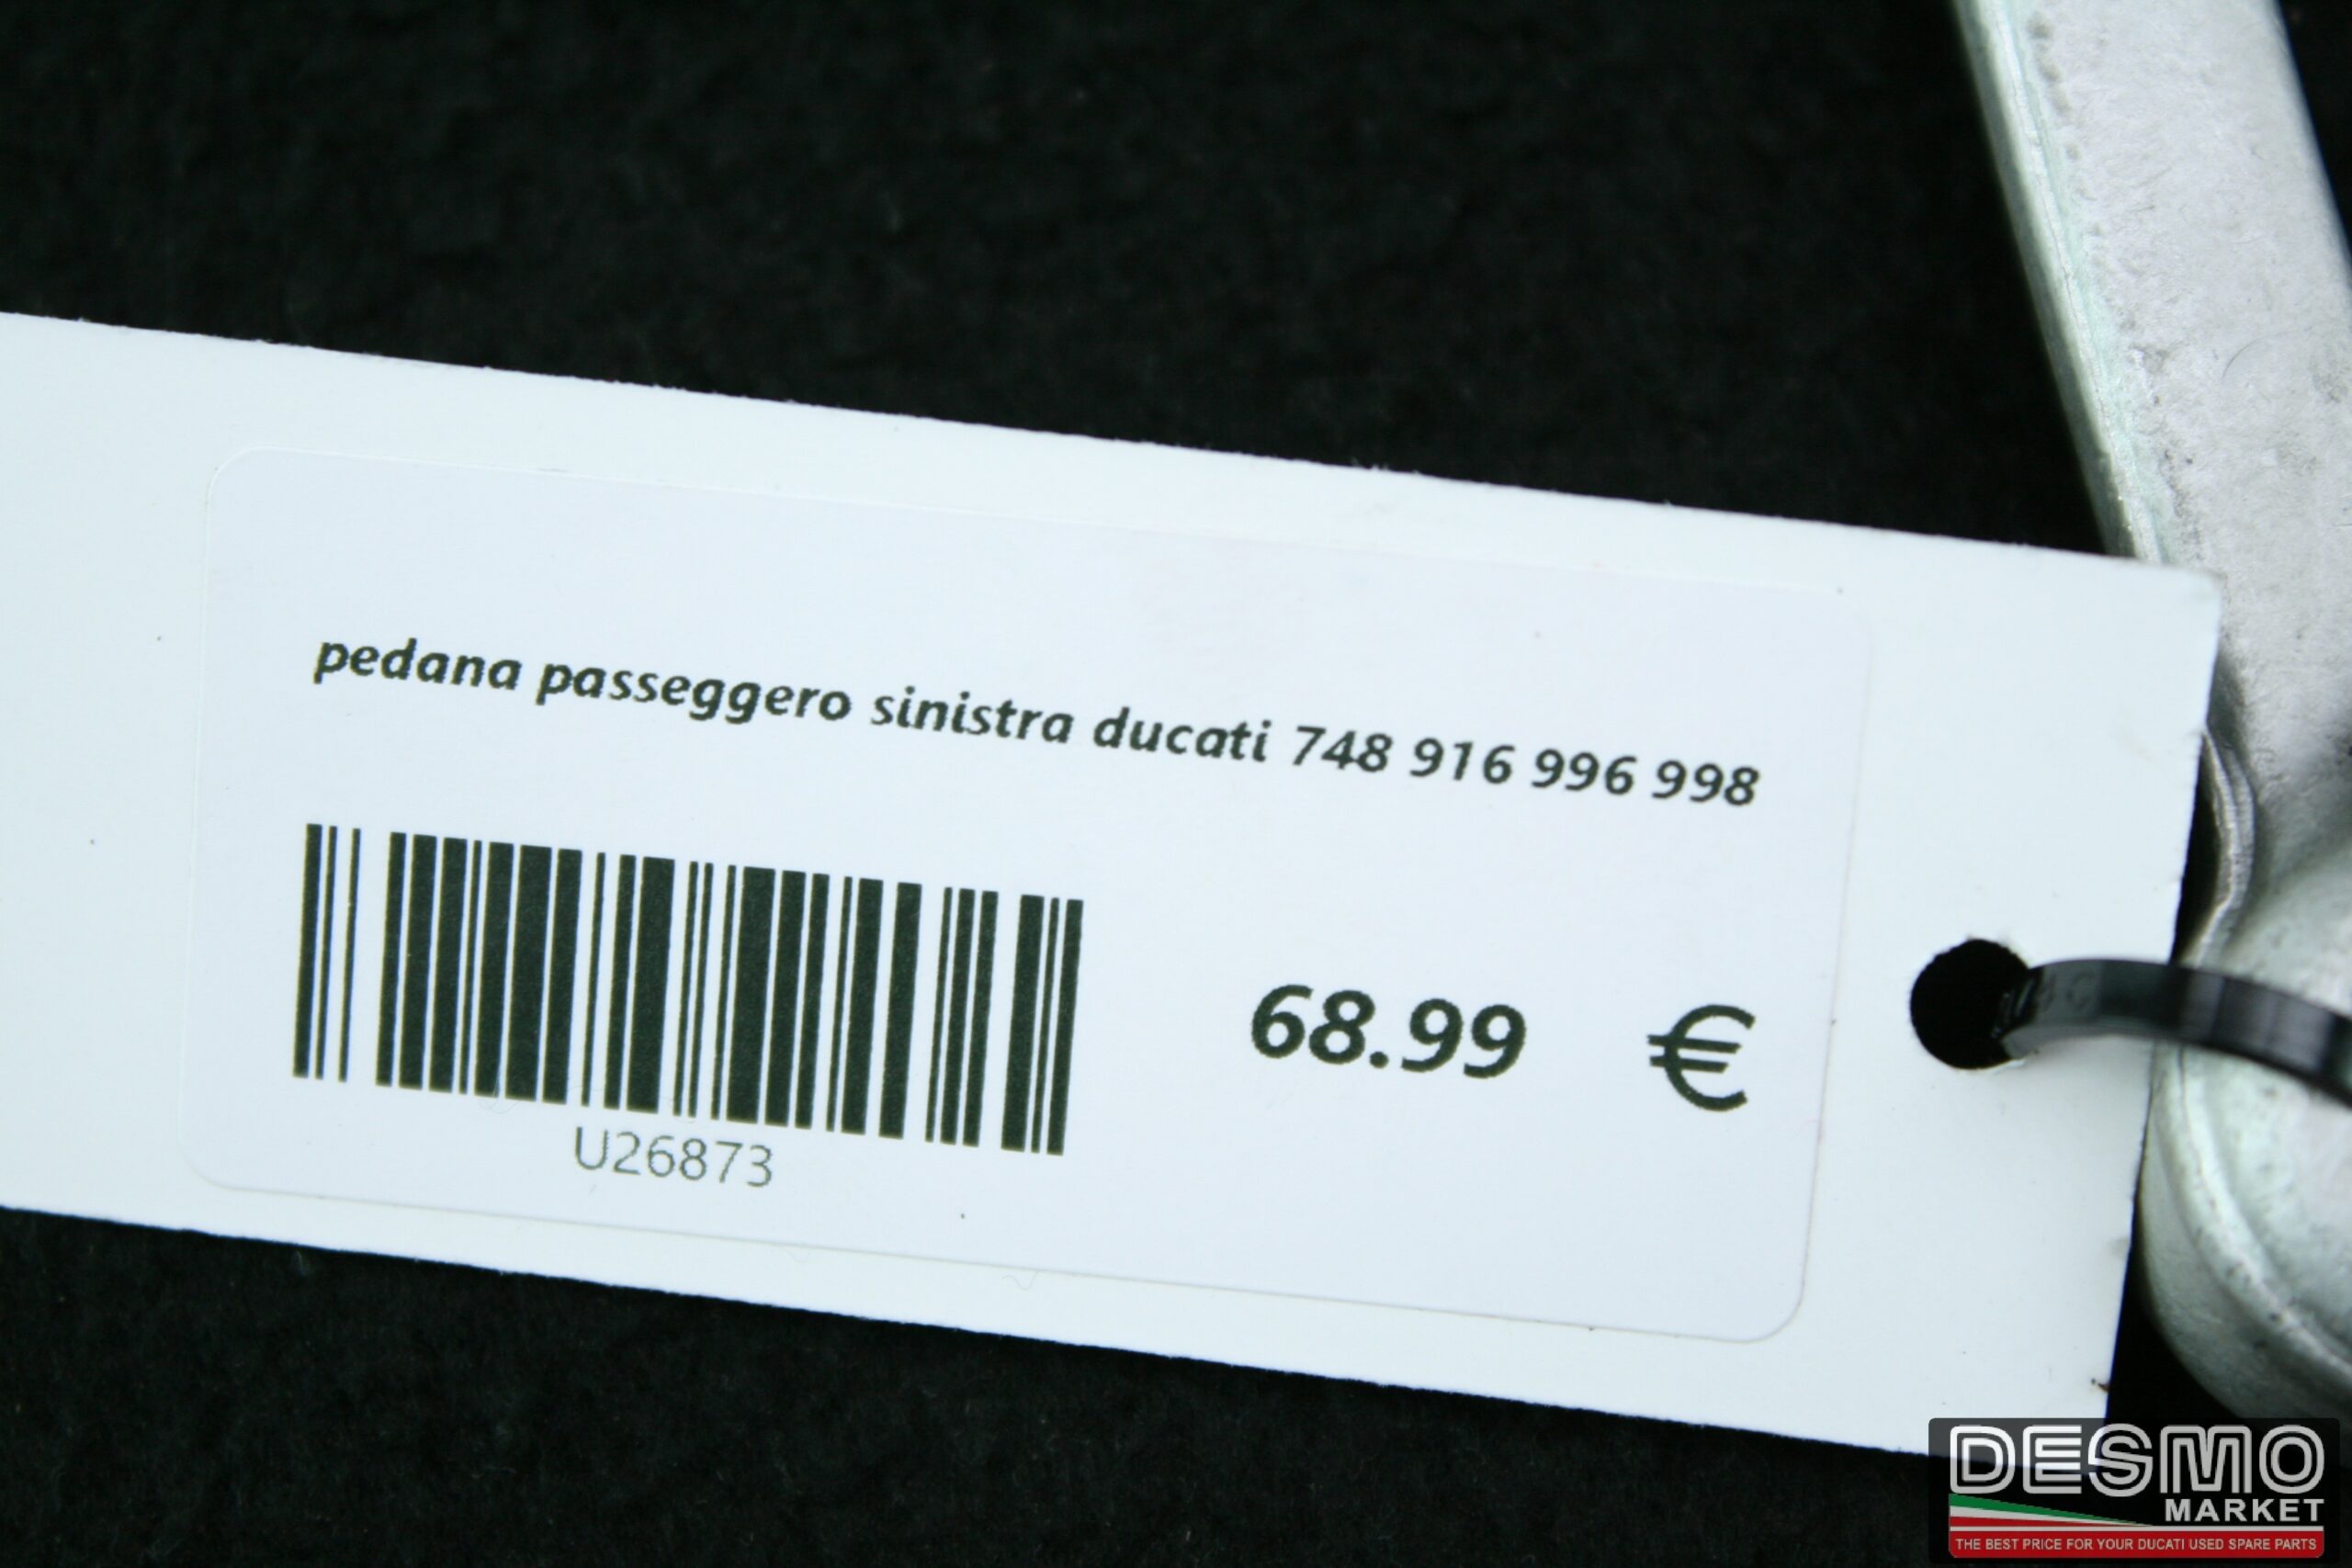 pedana passeggero sinistra ducati 748 916 996 998
68.99 €
U26873
DESMO
MARKET
THE BEST PRICE FOR YOUR DUCATI USED SPARE PARTS